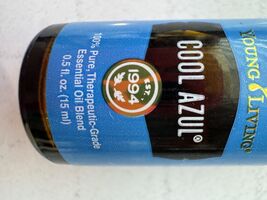 YOUNG LIVING®
COOL AZUL®
EST.
1994
100% Pure, Therapeutic-Grade
Essential Oil Blend
0.5 fl. oz. (15 ml)